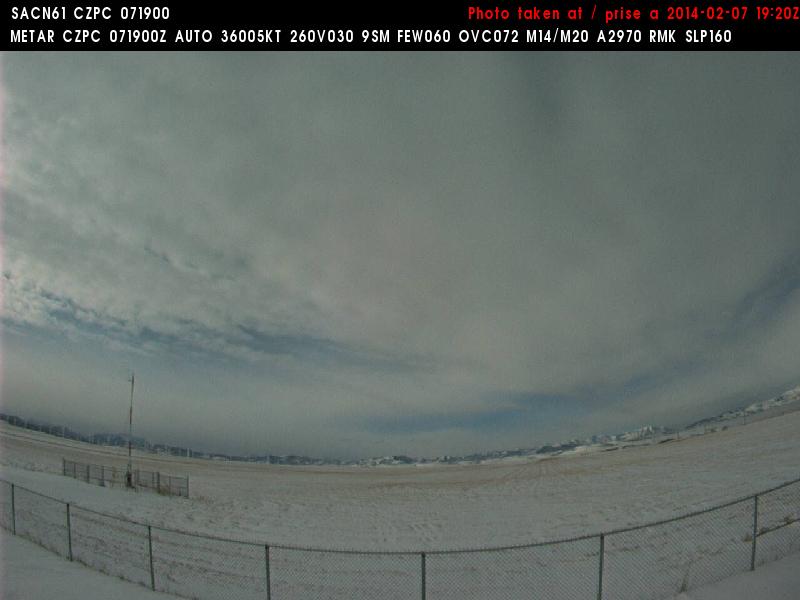 SACN61 CZPC 071900 Photo taken at / prise a 2014-02-07 19:20Z
METAR CZPC 071900Z AUTO 36005KT 260V030 9SM FEW060 OVC072 M14/M20 A2970 RMK SLP160